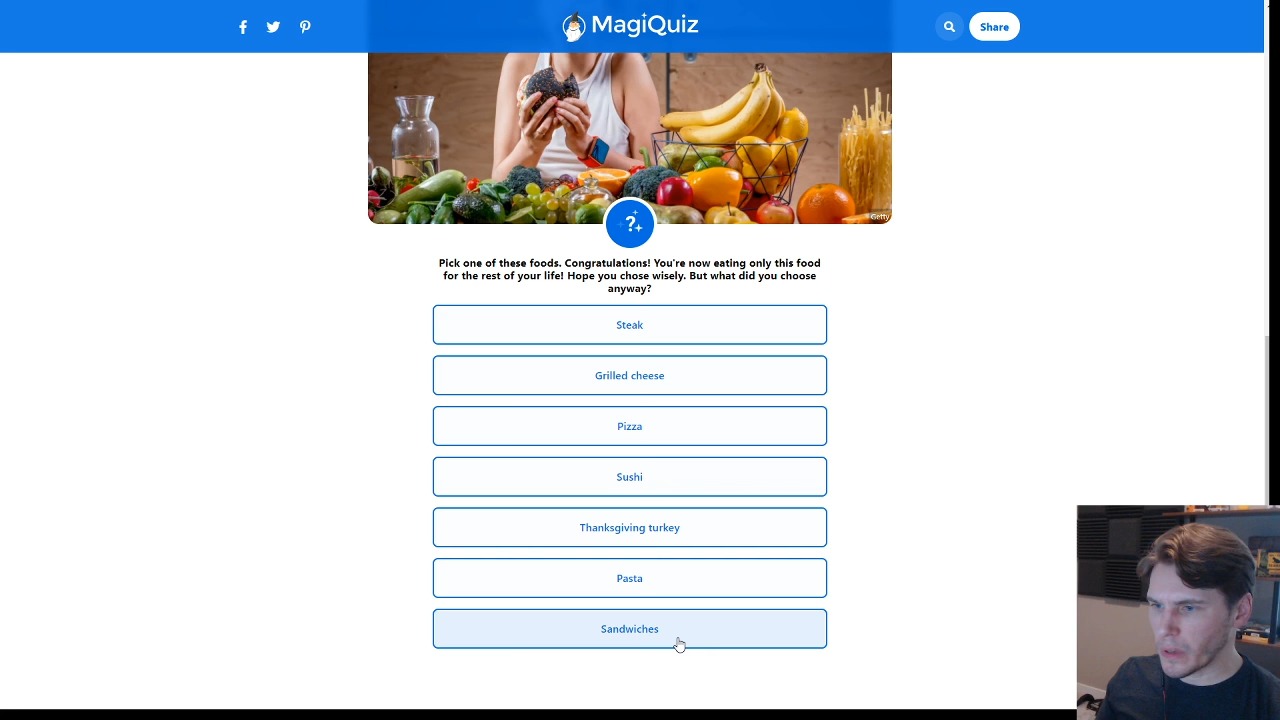 MagiQuiz
Share
Getty
Pick one of these foods. Congratulations! You're now eating only this food
for the rest of your life! Hope you chose wisely. But what did you choose
anyway?
Steak
Grilled cheese
Pizza
Sushi
Thanksgiving turkey
Pasta
Sandwiches